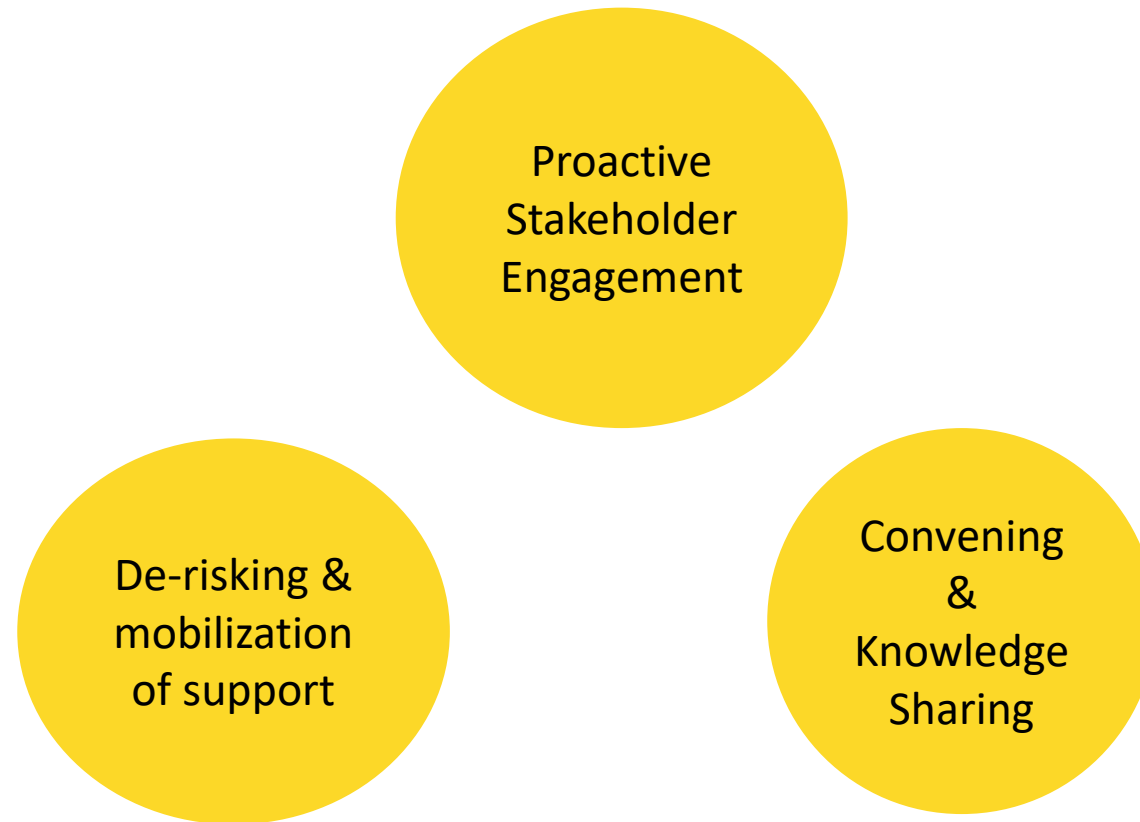 Proactive
Stakeholder
Engagement
De-risking &
mobilization
of support
Convening
&
Knowledge
Sharing